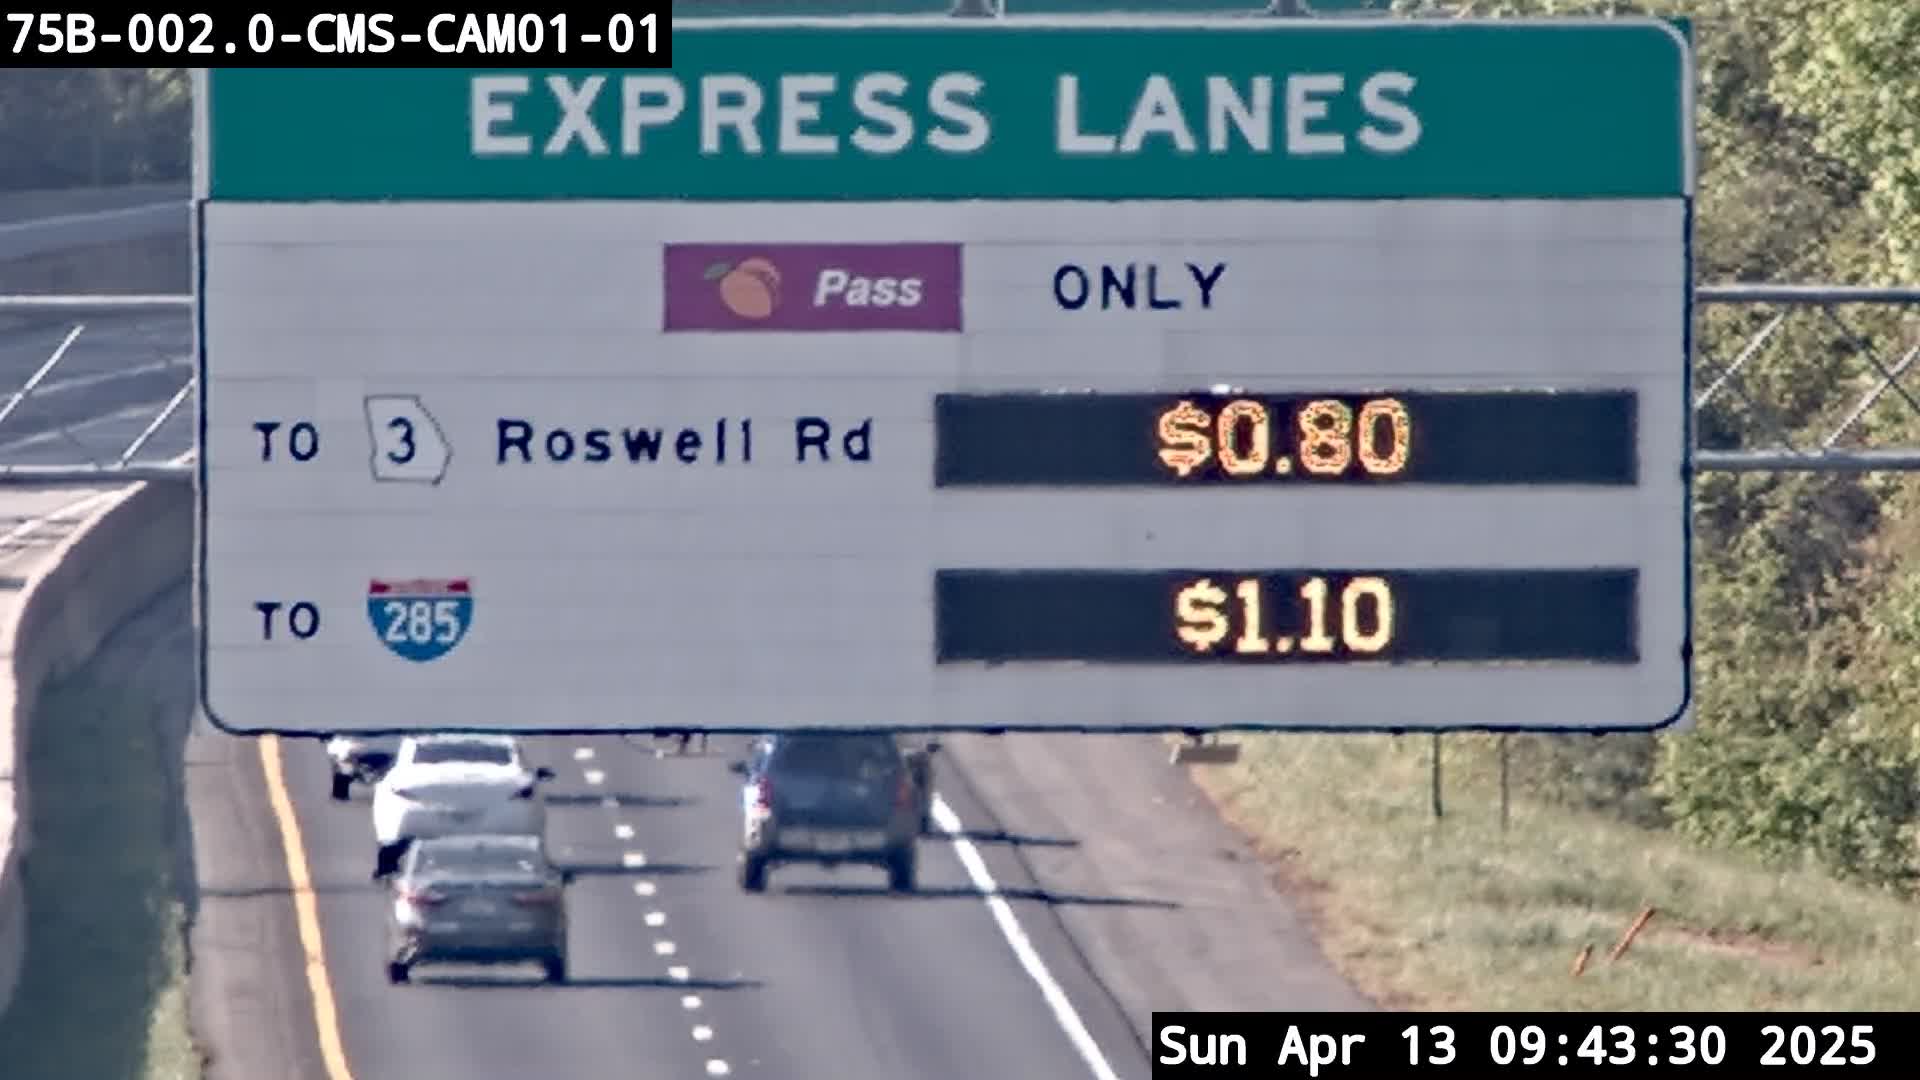 75B-002.0-CMS-CAM01-01
EXPRESS LANES
Pass ONLY
TO 3 Roswell Rd $0.80
TO 285 $1.10
Sun Apr 13 09:43:30 2025